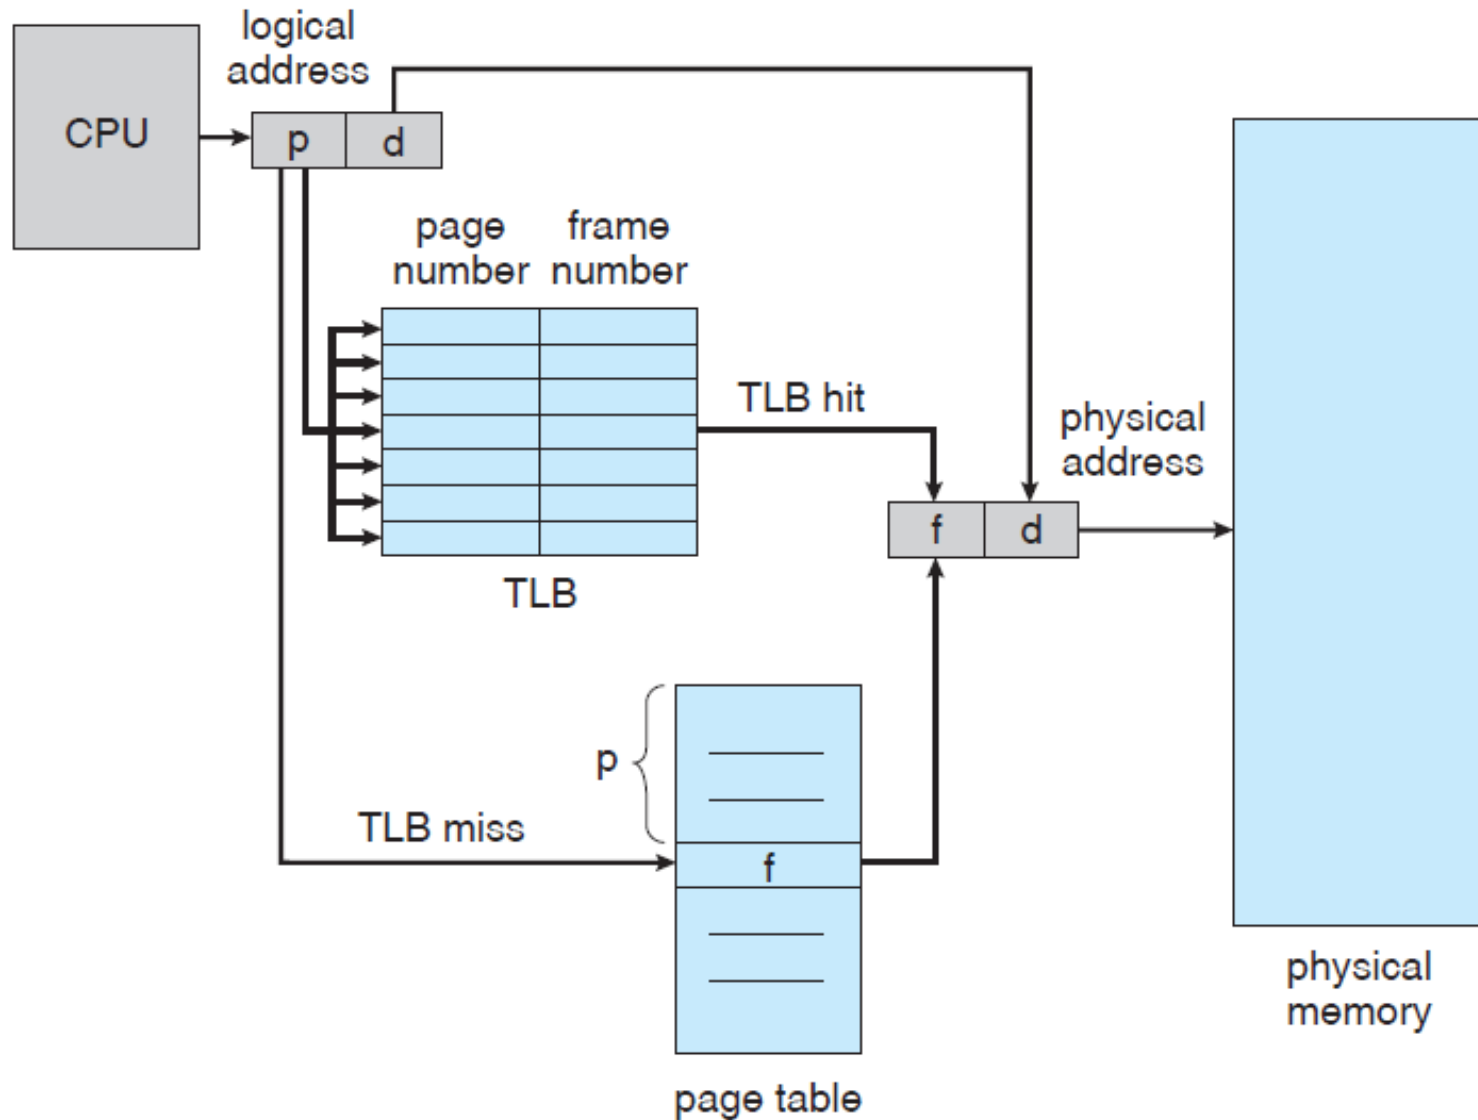 logical
address
CPU
p
d
page
number
frame
number
TLB hit
physical
address
f
d
TLB
p
TLB miss
f
physical
memory
page table